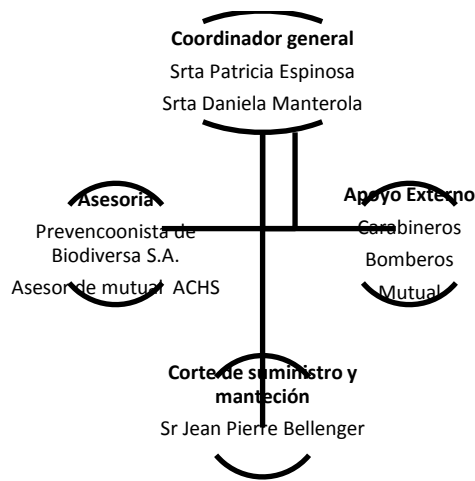 Coordinador general
Srta Patricia Espinosa
Srta Daniela Manterola
Asesoria
Prevencoonista de
Biodiversa S.A.
Asesor de mutual ACHS
Apoyo Externo
Carabineros
Bomberos
Mutual
Corte de suministro y
manteción
Sr Jean Pierre Bellenger